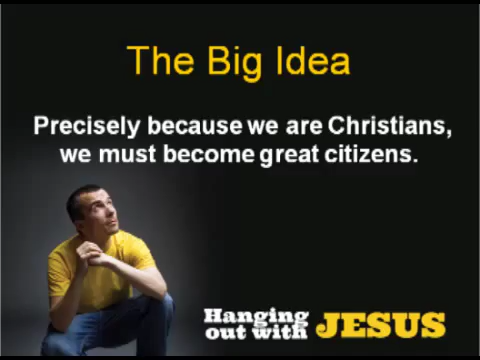 The Big Idea
Precisely because we are Christians,
we must become great citizens.
Hanging
out with JESUS